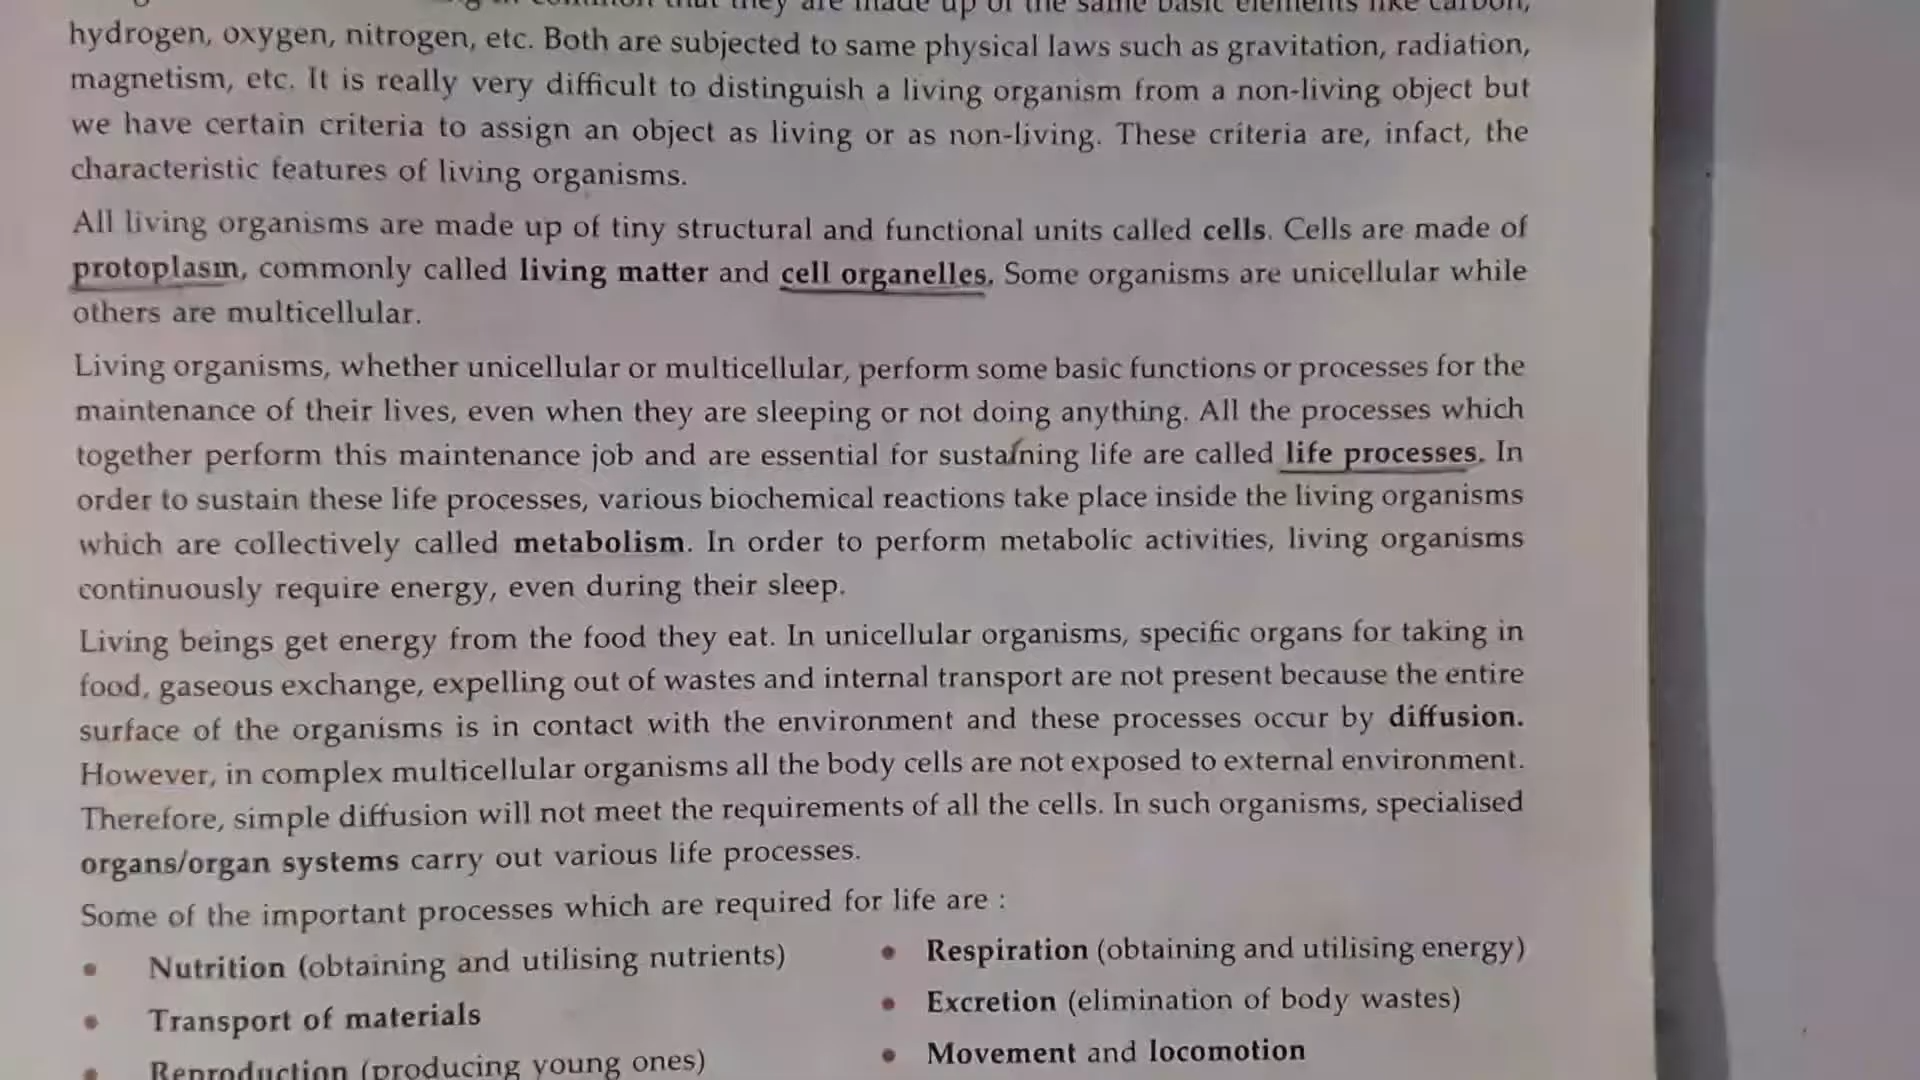 that they are made up of the same basic elements like carbon,
hydrogen, oxygen, nitrogen, etc. Both are subjected to same physical laws such as gravitation, radiation,
magnetism, etc. It is really very difficult to distinguish a living organism from a non-living object but
we have certain criteria to assign an object as living or as non-living. These criteria are, infact, the
characteristic features of living organisms.
All living organisms are made up of tiny structural and functional units called cells. Cells are made of
protoplasm, commonly called living matter and cell organelles. Some organisms are unicellular while
others are multicellular.
Living organisms, whether unicellular or multicellular, perform some basic functions or processes for the
maintenance of their lives, even when they are sleeping or not doing anything. All the processes which
together perform this maintenance job and are essential for sustaining life are called life processes. In
order to sustain these life processes, various biochemical reactions take place inside the living organisms
which are collectively called metabolism. In order to perform metabolic activities, living organisms
continuously require energy, even during their sleep.
Living beings get energy from the food they eat. In unicellular organisms, specific organs for taking in
food, gaseous exchange, expelling out of wastes and internal transport are not present because the entire
surface of the organisms is in contact with the environment and these processes occur by diffusion.
However, in complex multicellular organisms all the body cells are not exposed to external environment.
Therefore, simple diffusion will not meet the requirements of all the cells. In such organisms, specialised
organs/organ systems carry out various life processes.
Some of the important processes which are required for life are :
• Nutrition (obtaining and utilising nutrients)
• Respiration (obtaining and utilising energy)
• Transport of materials
• Excretion (elimination of body wastes)
• Reproduction (producing young ones)
• Movement and locomotion